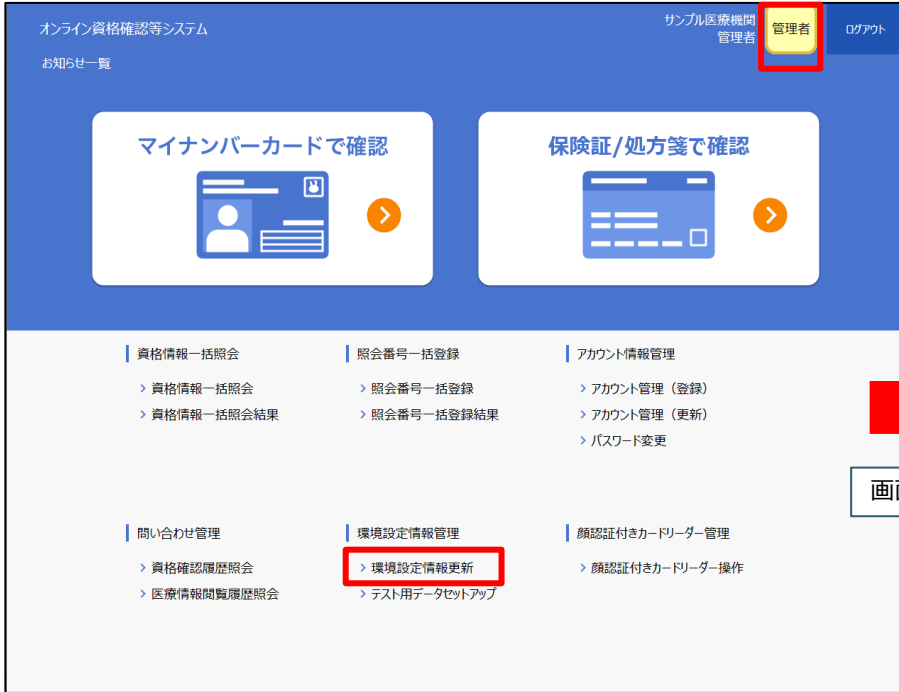 オンライン資格確認等システム
サンプル医療機関
管理者
管理者
ログアウト
お知らせ一覧
マイナンバーカードで確認
保険証/処方箋で確認
資格情報一括照会
> 資格情報一括照会
> 資格情報一括照会結果
照会番号一括登録
> 照会番号一括登録
> 照会番号一括登録結果
アカウント情報管理
> アカウント管理（登録）
> アカウント管理（更新）
> パスワード変更
問い合わせ管理
> 資格確認履歴照会
> 医療情報閲覧履歴照会
環境設定情報管理
> 環境設定情報更新
> テスト用データセットアップ
顔認証付きカードリーダー管理
> 顔認証付きカードリーダー操作
画